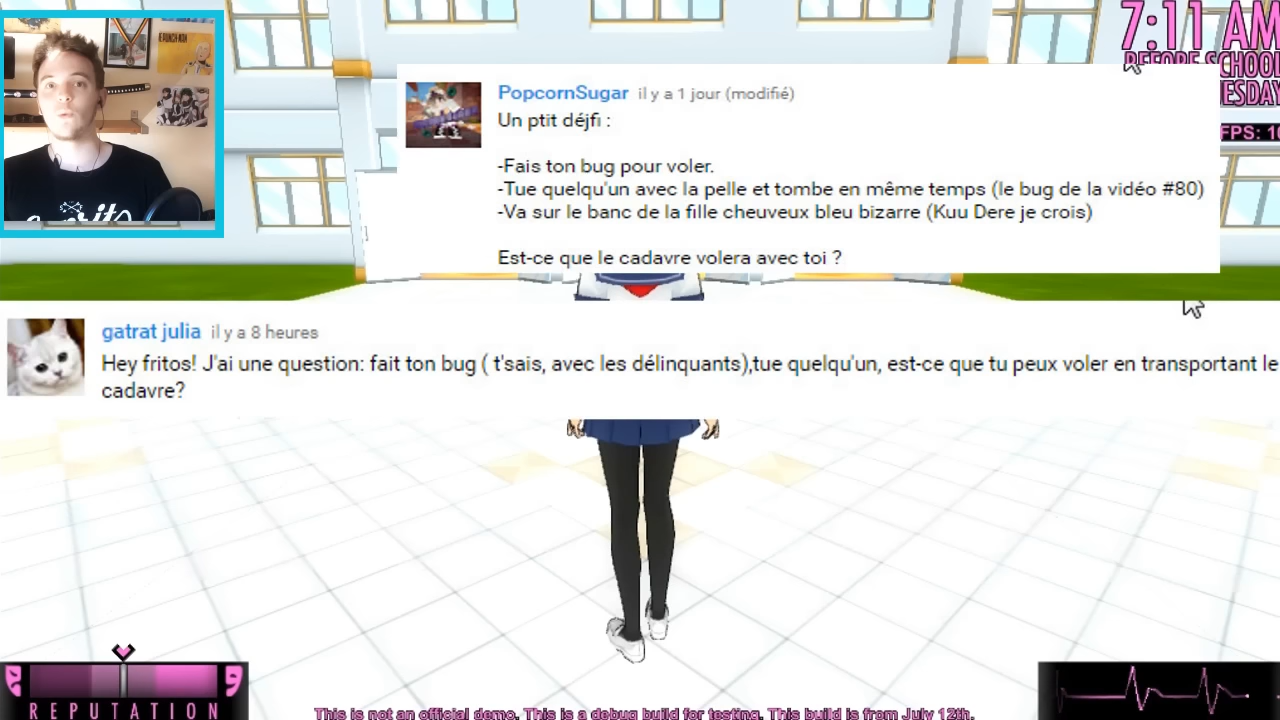 7:11 AM
BEFORE SCHOOL
PUNCH MAN
PopcornSugar il y a 1 jour (modifié)
Un ptit déjfi :
FPS: 10
-Fais ton bug pour voler.
-Tue quelqu'un avec la pelle et tombe en même temps (le bug de la vidéo #80)
-Va sur le banc de la fille cheuveux bleu bizarre (Kuu Dere je crois)
Est-ce que le cadavre volera avec toi ?
gatrat julia il y a 8 heures
Hey fritos! J'ai une question: fait ton bug ( t'sais, avec les délinquants),tue quelqu'un, est-ce que tu peux voler en transportant le
cadavre?
REPUTATION
This is not an official demo. This is a debug build for testing. This build is from July 12th.